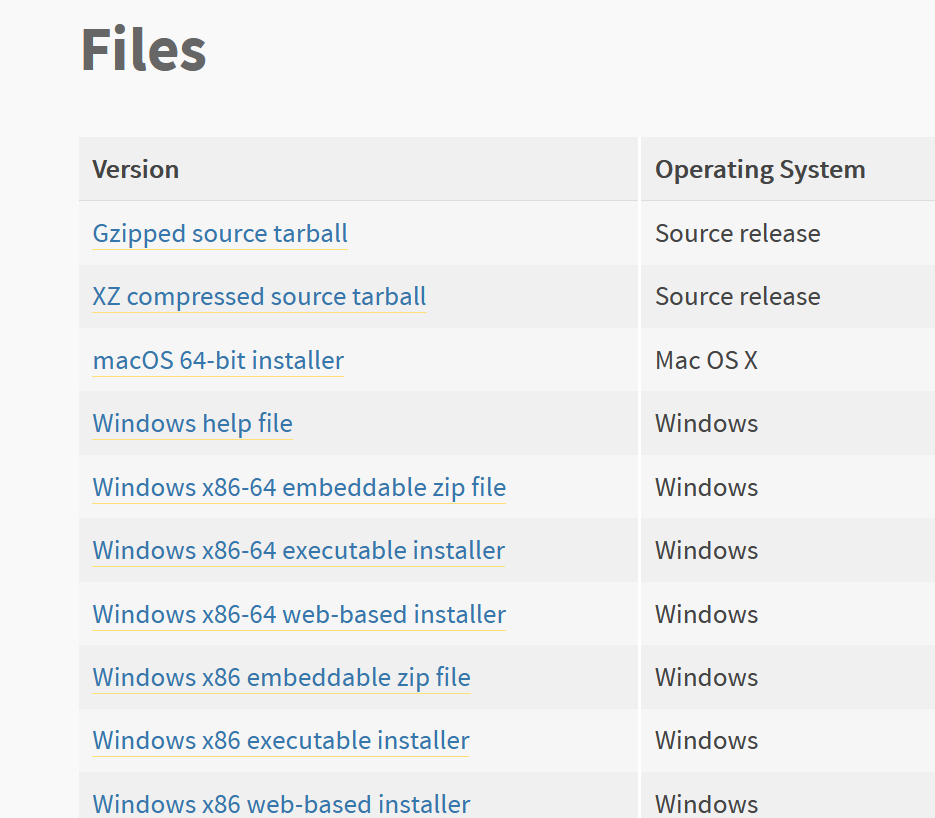 Files
Version Operating System
Gzipped source tarball Source release
XZ compressed source tarball Source release
macOS 64-bit installer Mac OS X
Windows help file Windows
Windows x86-64 embeddable zip file Windows
Windows x86-64 executable installer Windows
Windows x86-64 web-based installer Windows
Windows x86 embeddable zip file Windows
Windows x86 executable installer Windows
Windows x86 web-based installer Windows